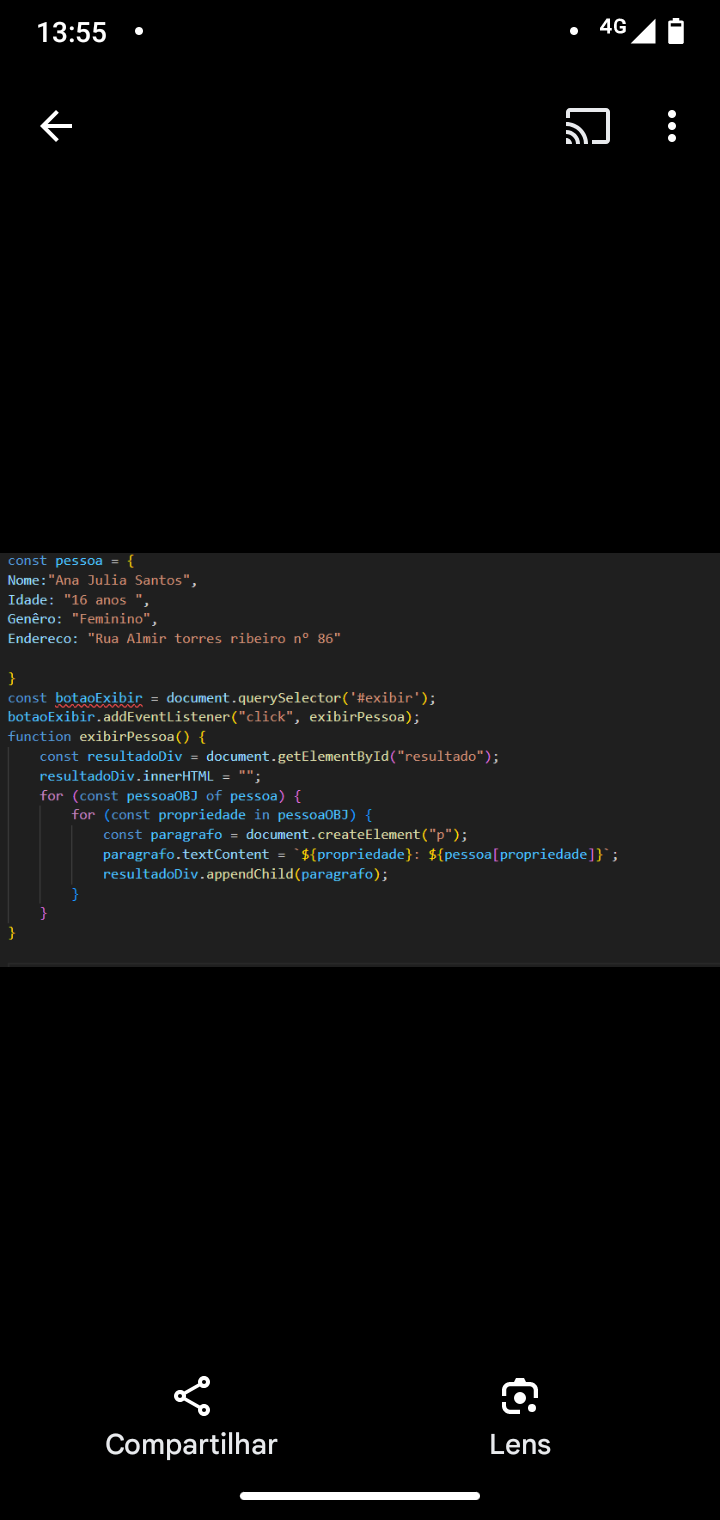 13:55
4G
const pessoa = {
Nome:"Ana Julia Santos",
Idade: "16 anos ",
Genêro: "Feminino",
Endereco: "Rua Almir torres ribeiro nº 86"
}
const botaoExibir = document.querySelector('#exibir');
botaoExibir.addEventListener("click", exibirPessoa);
function exibirPessoa() {
const resultadoDiv = document.getElementById("resultado");
resultadoDiv.innerHTML = "";
for (const pessoaOBJ of pessoa) {
for (const propriedade in pessoaOBJ) {
const paragrafo = document.createElement("p");
paragrafo.textContent = `${propriedade}: ${pessoa[propriedade]}`;
resultadoDiv.appendChild(paragrafo);
}
}
}
Compartilhar
Lens